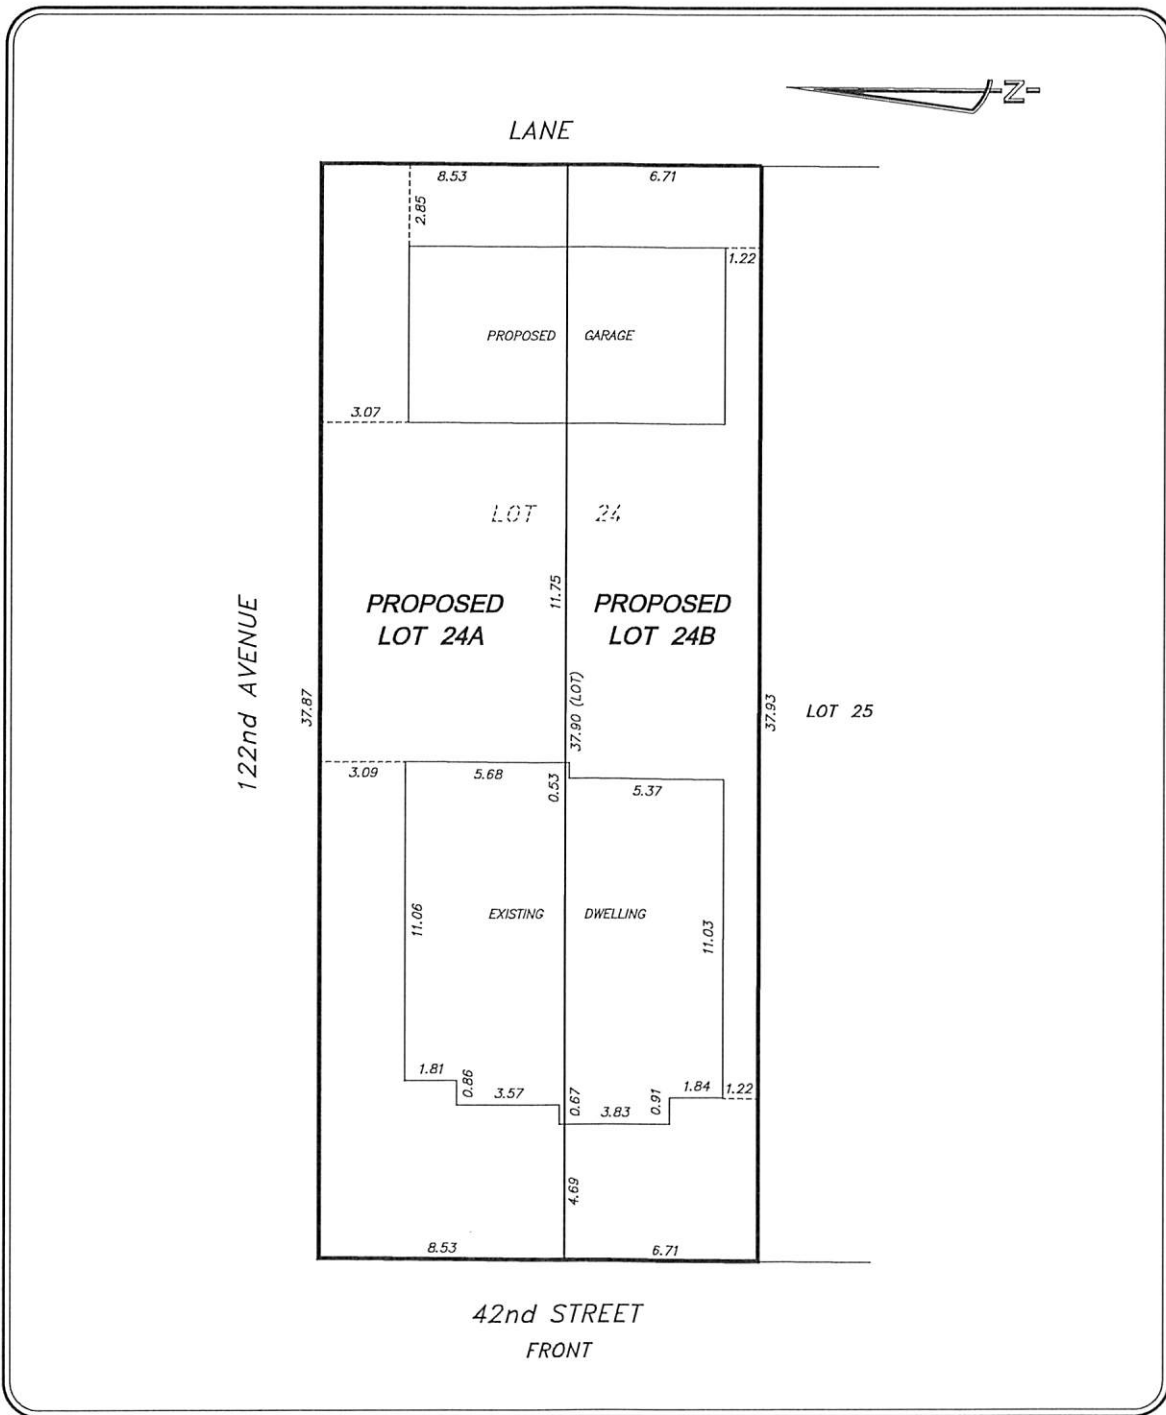 -N-
LANE
8.53
6.71
2.85
1.22
PROPOSED GARAGE
3.07
LOT 24
11.75
PROPOSED
LOT 24A
PROPOSED
LOT 24B
122nd AVENUE
37.87
37.90 (LOT)
37.93
LOT 25
3.09
5.68
0.53
5.37
11.06
EXISTING DWELLING
11.03
1.81
0.86
3.57
0.67
3.83
0.91
1.84
1.22
4.69
8.53
6.71
42nd STREET
FRONT